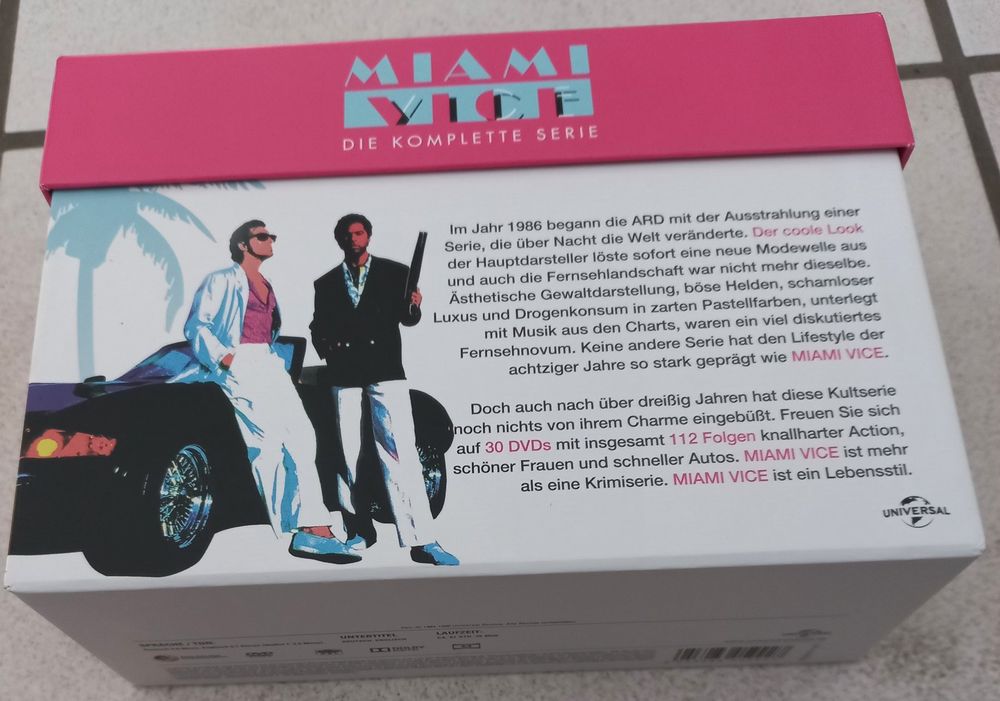 MIAMI
VICE
DIE KOMPLETTE SERIE
Im Jahr 1986 begann die ARD mit der Ausstrahlung einer
Serie, die über Nacht die Welt veränderte. Der coole Look
der Hauptdarsteller löste sofort eine neue Modewelle aus
und auch die Fernsehlandschaft war nicht mehr dieselbe.
Ästhetische Gewaltdarstellung, böse Helden, schamloser
Luxus und Drogenkonsum in zarten Pastellfarben, unterlegt
mit Musik aus den Charts, waren ein viel diskutiertes
Fernsehnovum. Keine andere Serie hat den Lifestyle der
achtziger Jahre so stark geprägt wie MIAMI VICE.
Doch auch nach über dreißig Jahren hat diese Kultserie
noch nichts von ihrem Charme eingebüßt. Freuen Sie sich
auf 30 DVDs mit insgesamt 112 Folgen knallharter Action,
schöner Frauen und schneller Autos. MIAMI VICE ist mehr
als eine Krimiserie. MIAMI VICE ist ein Lebensstil.
UNIVERSAL
SPRACHE / TON:
UNTERTITEL
LAUFZEIT: